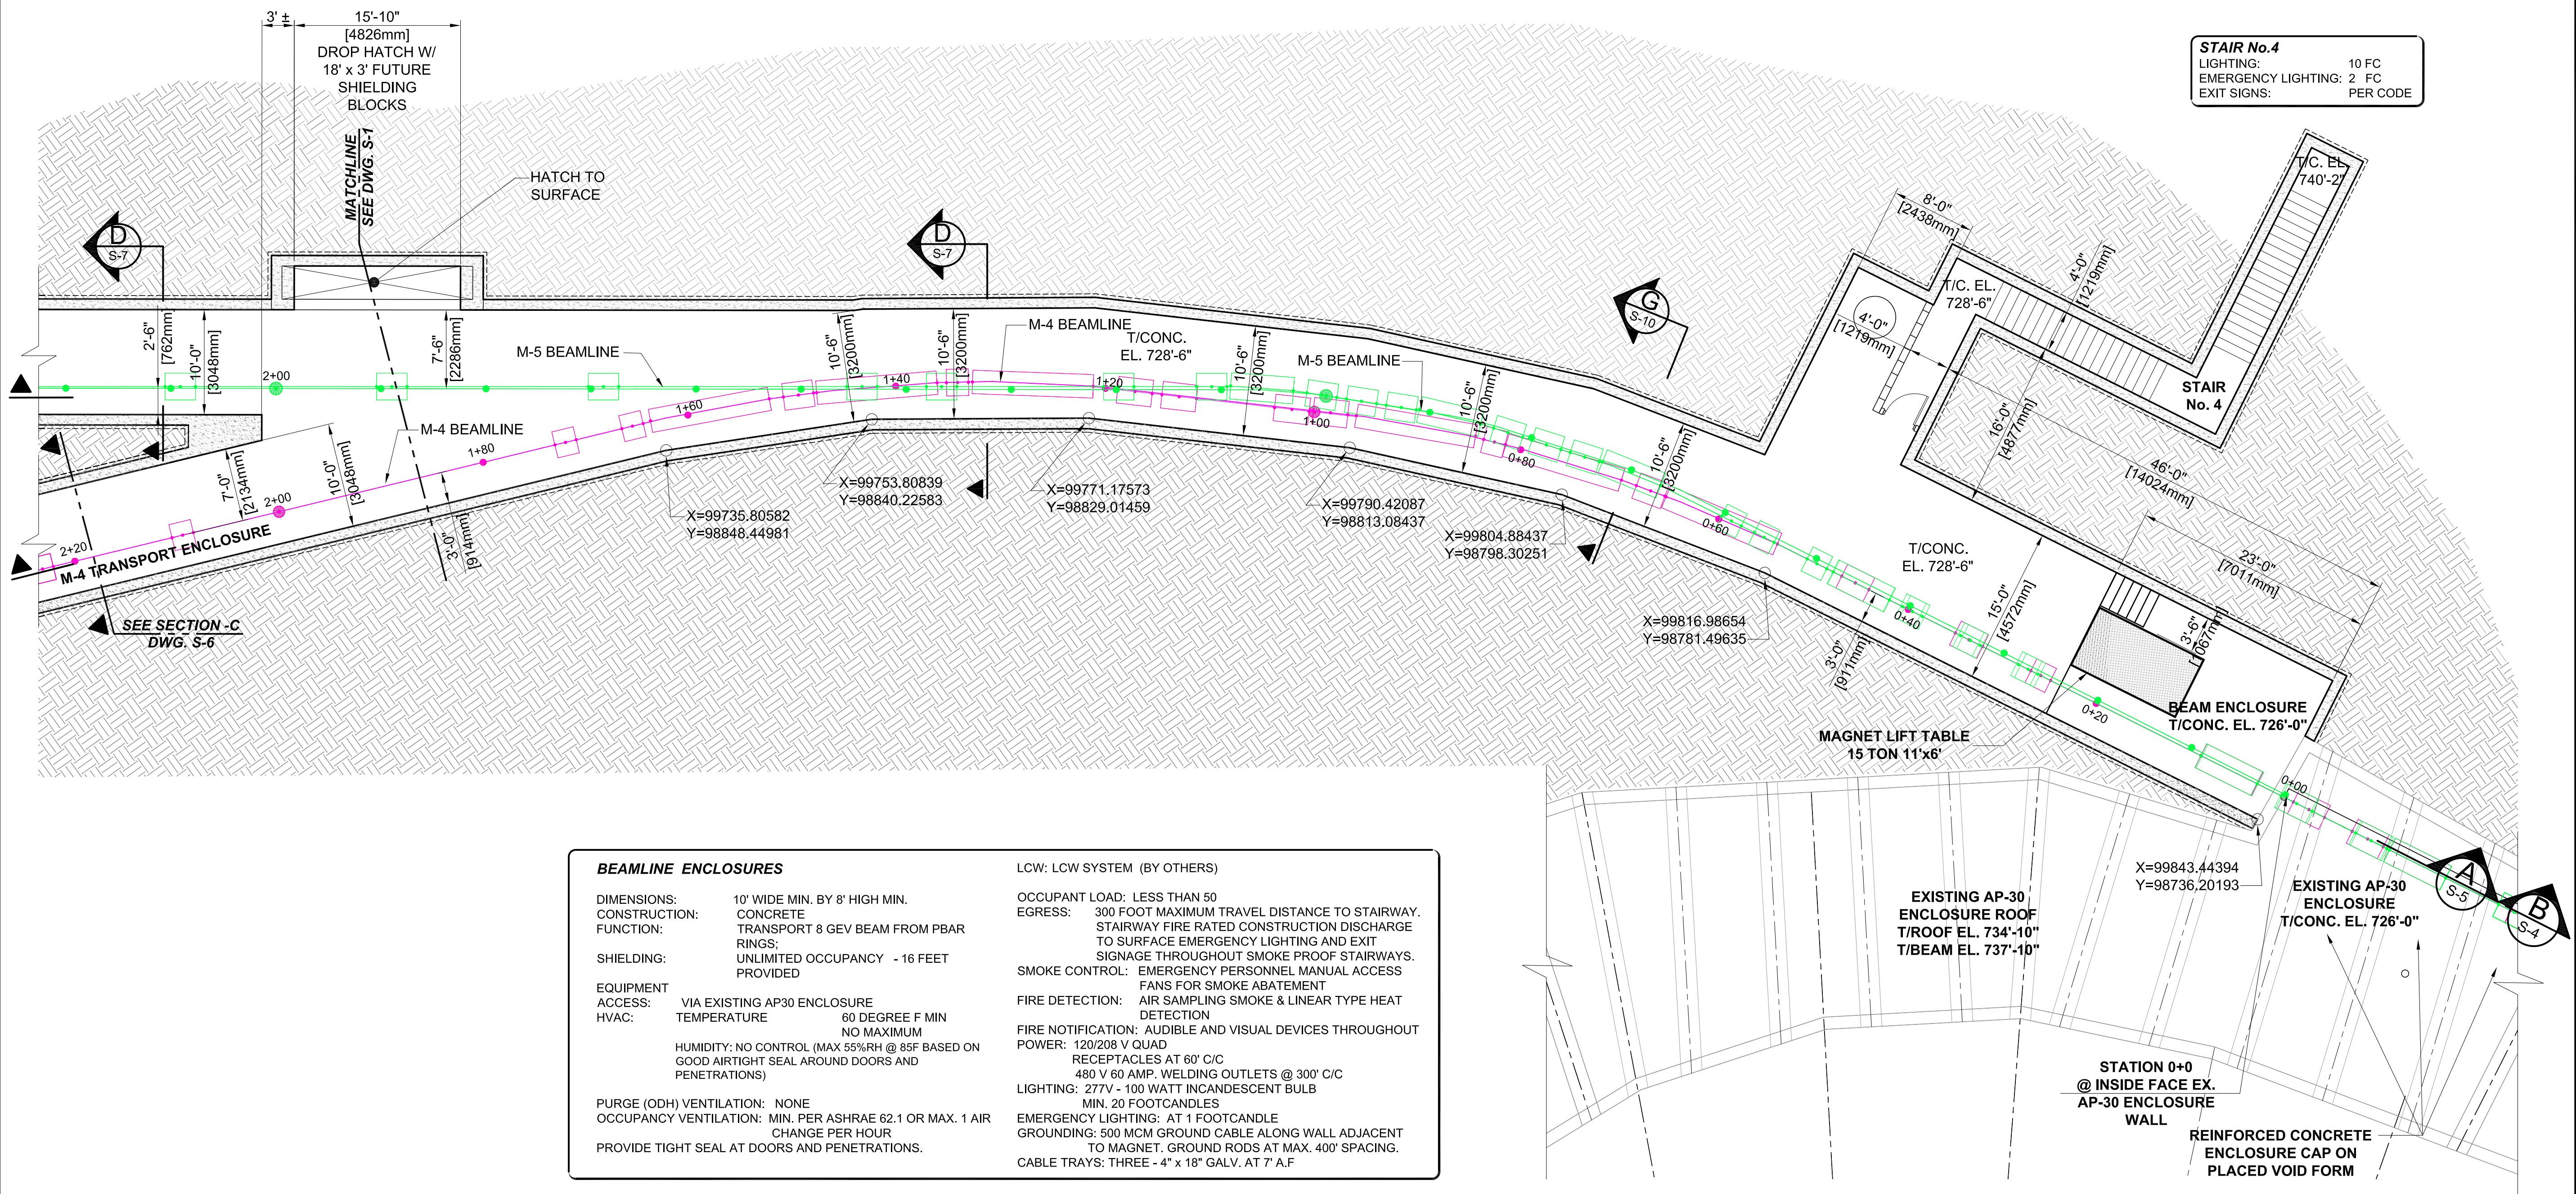 3' ±
15'-10"
[4826mm]
DROP HATCH W/
18' x 3' FUTURE
SHIELDING
BLOCKS
MATCHLINE
SEE DWG. S-1
HATCH TO
SURFACE
STAIR No.4
LIGHTING: 10 FC
EMERGENCY LIGHTING: 2 FC
EXIT SIGNS: PER CODE
D
S-7
D
S-7
G
S-10
T/C. EL.
740'-2"
8'-0"
[2438mm]
4'-0"
[1219mm]
T/C. EL.
728'-6"
4'-0"
[1219mm]
STAIR
No. 4
16'-0"
[4877mm]
46'-0"
[14024mm]
23'-0"
[7011mm]
2'-6"
[762mm]
10'-0"
[3048mm]
7'-6"
[2286mm]
M-5 BEAMLINE
10'-6"
[3200mm]
10'-6"
[3200mm]
M-4 BEAMLINE
T/CONC.
EL. 728'-6"
10'-6"
[3200mm]
M-5 BEAMLINE
10'-6"
[3200mm]
10'-6"
[3200mm]
2+00
1+60
1+40
1+20
1+00
0+80
0+60
0+40
0+20
0+00
M-4 BEAMLINE
1+80
2+00
2+20
7'-0"
[2134mm]
10'-0"
[3048mm]
3'-0"
[914mm]
M-4 TRANSPORT ENCLOSURE
SEE SECTION -C
DWG. S-6
X=99735.80582
Y=98848.44981
X=99753.80839
Y=98840.22583
X=99771.17573
Y=98829.01459
X=99790.42087
Y=98813.08437
X=99804.88437
Y=98798.30251
X=99816.98654
Y=98781.49635
T/CONC.
EL. 728'-6"
15'-0"
[4572mm]
3'-0"
[911mm]
3'-6"
[1067mm]
MAGNET LIFT TABLE
15 TON 11'x6'
BEAM ENCLOSURE
T/CONC. EL. 726'-0"
X=99843.44394
Y=98736.20193
EXISTING AP-30
ENCLOSURE ROOF
T/ROOF EL. 734'-10"
T/BEAM EL. 737'-10"
EXISTING AP-30
ENCLOSURE
T/CONC. EL. 726'-0"
A
S-5
B
S-4
STATION 0+0
@ INSIDE FACE EX.
AP-30 ENCLOSURE
WALL
REINFORCED CONCRETE
ENCLOSURE CAP ON
PLACED VOID FORM
BEAMLINE ENCLOSURES
DIMENSIONS: 10' WIDE MIN. BY 8' HIGH MIN.
CONSTRUCTION: CONCRETE
FUNCTION: TRANSPORT 8 GEV BEAM FROM PBAR
RINGS;
SHIELDING: UNLIMITED OCCUPANCY - 16 FEET
PROVIDED
EQUIPMENT
ACCESS: VIA EXISTING AP30 ENCLOSURE
HVAC: TEMPERATURE 60 DEGREE F MIN
NO MAXIMUM
HUMIDITY: NO CONTROL (MAX 55%RH @ 85F BASED ON
GOOD AIRTIGHT SEAL AROUND DOORS AND
PENETRATIONS)
PURGE (ODH) VENTILATION: NONE
OCCUPANCY VENTILATION: MIN. PER ASHRAE 62.1 OR MAX. 1 AIR
CHANGE PER HOUR
PROVIDE TIGHT SEAL AT DOORS AND PENETRATIONS.
LCW: LCW SYSTEM (BY OTHERS)
OCCUPANT LOAD: LESS THAN 50
EGRESS: 300 FOOT MAXIMUM TRAVEL DISTANCE TO STAIRWAY.
STAIRWAY FIRE RATED CONSTRUCTION DISCHARGE
TO SURFACE EMERGENCY LIGHTING AND EXIT
SIGNAGE THROUGHOUT SMOKE PROOF STAIRWAYS.
SMOKE CONTROL: EMERGENCY PERSONNEL MANUAL ACCESS
FANS FOR SMOKE ABATEMENT
FIRE DETECTION: AIR SAMPLING SMOKE & LINEAR TYPE HEAT
DETECTION
FIRE NOTIFICATION: AUDIBLE AND VISUAL DEVICES THROUGHOUT
POWER: 120/208 V QUAD
RECEPTACLES AT 60' C/C
480 V 60 AMP. WELDING OUTLETS @ 300' C/C
LIGHTING: 277V - 100 WATT INCANDESCENT BULB
MIN. 20 FOOTCANDLES
EMERGENCY LIGHTING: AT 1 FOOTCANDLE
GROUNDING: 500 MCM GROUND CABLE ALONG WALL ADJACENT
TO MAGNET. GROUND RODS AT MAX. 400' SPACING.
CABLE TRAYS: THREE - 4" x 18" GALV. AT 7' A.F